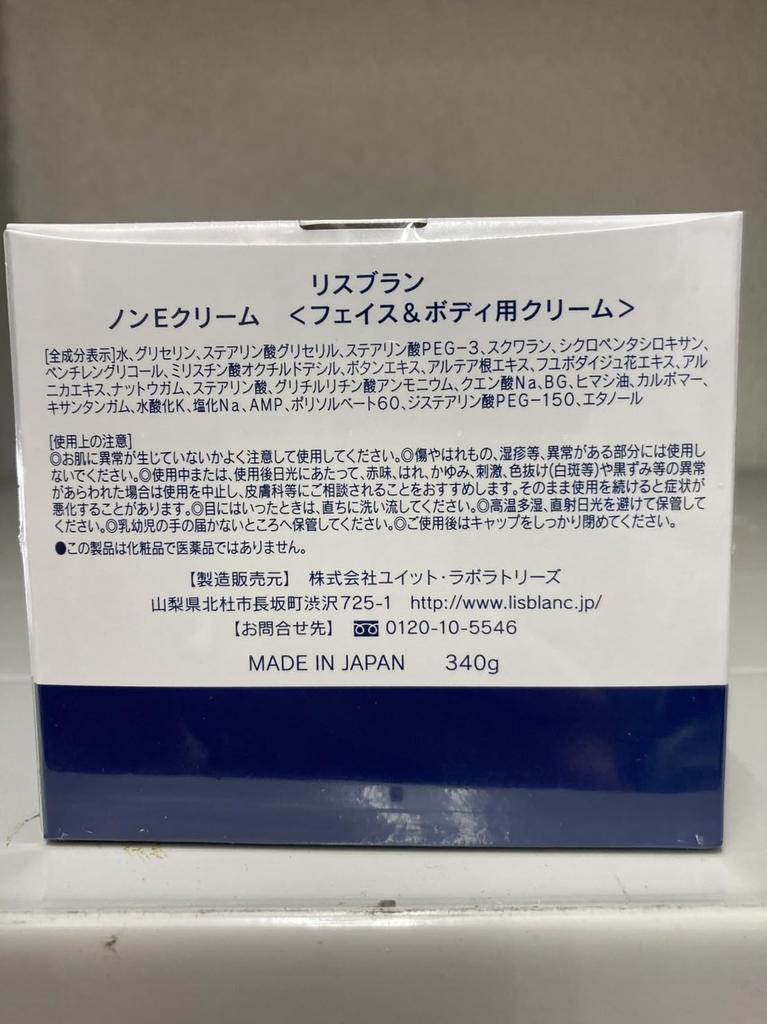 リスブラン
ノンEクリーム <フェイス&ボディ用クリーム>
[全成分表示]水、グリセリン、ステアリン酸グリセリル、ステアリン酸PEG-3、スクワラン、シクロペンタシロキサン、
ペンチレングリコール、ミリスチン酸オクチルドデシル、ボタンエキス、アルテア根エキス、フユボダイジュ花エキス、アル
ニカエキス、ナットウガム、ステアリン酸、グリチルリチン酸アンモニウム、クエン酸Na、BG、ヒマシ油、カルボマー、
キサンタンガム、水酸化K、塩化Na、AMP、ポリソルベート60、ジステアリン酸PEG-150、エタノール
[使用上の注意]
◎お肌に異常が生じていないかよく注意して使用してください。◎傷やはれもの、湿疹等、異常がある部分には使用し
ないでください。◎使用中または、使用後日光にあたって、赤味、はれ、かゆみ、刺激、色抜け(白斑等)や黒ずみ等の異常
があらわれた場合は使用を中止し、皮膚科等にご相談されることをおすすめします。そのまま使用を続けると症状が
悪化することがあります。◎目にはいったときは、直ちに洗い流してください。◎高温多湿、直射日光を避けて保管して
ください。◎乳幼児の手の届かないところへ保管してください。◎ご使用後はキャップをしっかり閉めてください。
●この製品は化粧品で医薬品ではありません。
【製造販売元】 株式会社ユイット・ラボラトリーズ
山梨県北杜市長坂町渋沢725-1 http://www.lisblanc.jp/
【お問合せ先】 0120-10-5546
MADE IN JAPAN 340g